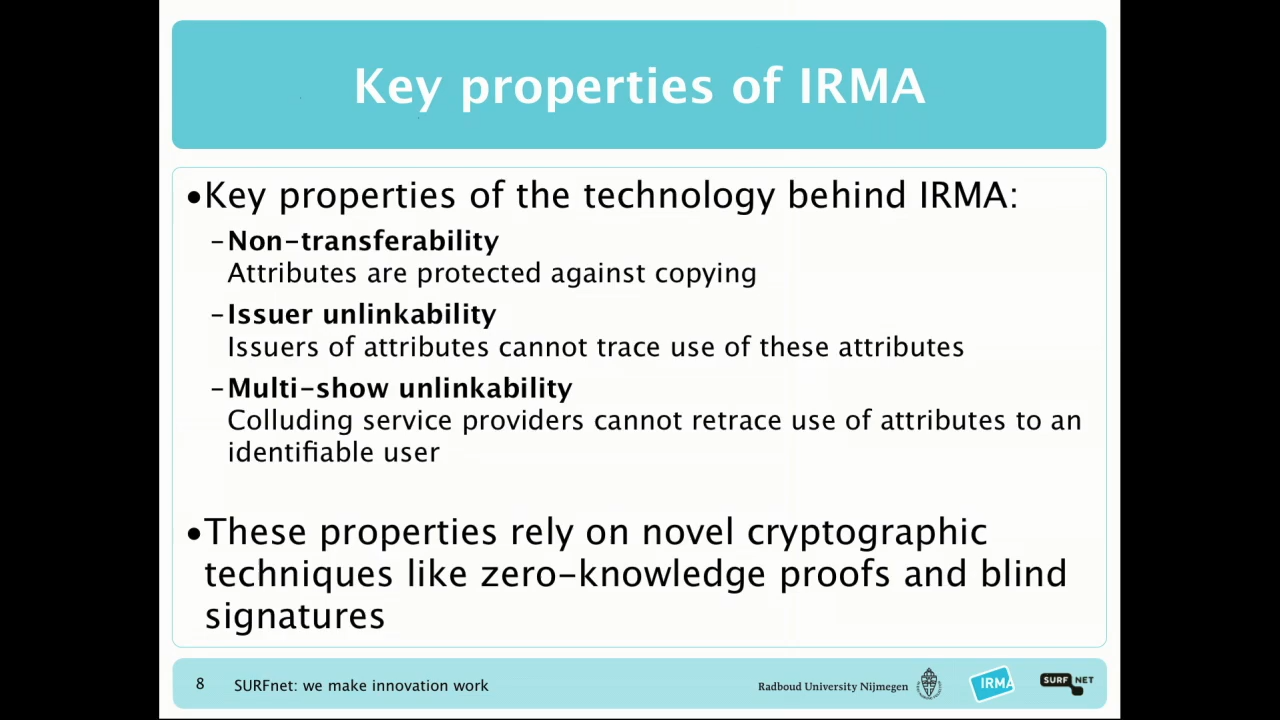 Key properties of IRMA
•Key properties of the technology behind IRMA:
–Non-transferability
Attributes are protected against copying
–Issuer unlinkability
Issuers of attributes cannot trace use of these attributes
–Multi-show unlinkability
Colluding service providers cannot retrace use of attributes to an
identifiable user
•These properties rely on novel cryptographic
techniques like zero-knowledge proofs and blind
signatures
8 SURFnet: we make innovation work Radboud University Nijmegen IRMA SURF NET